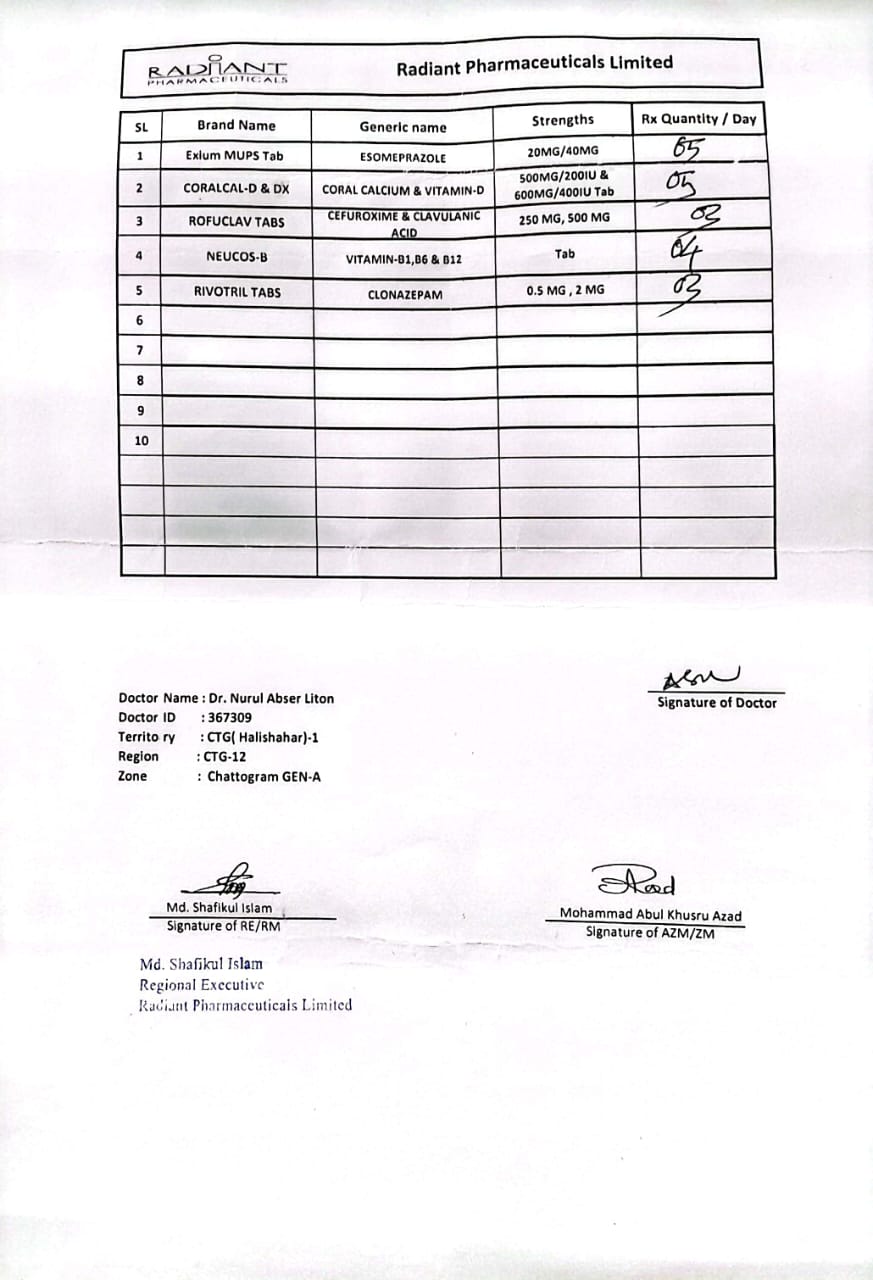 RADIANT
PHARMACEUTICALS
Radiant Pharmaceuticals Limited
SL Brand Name Generic name Strengths Rx Quantity / Day
1 Exium MUPS Tab ESOMEPRAZOLE 20MG/40MG 05
2 CORALCAL-D & DX CORAL CALCIUM & VITAMIN-D 500MG/200IU & 600MG/400IU Tab 05
3 ROFUCLAV TABS CEFUROXIME & CLAVULANIC ACID 250 MG, 500 MG 03
4 NEUCOS-B VITAMIN-B1,B6 & B12 Tab 04
5 RIVOTRIL TABS CLONAZEPAM 0.5 MG , 2 MG 03
6
7
8
9
10
Signature of Doctor
Doctor Name : Dr. Nurul Abser Liton
Doctor ID : 367309
Territo ry : CTG( Halishahar)-1
Region : CTG-12
Zone : Chattogram GEN-A
Md. Shafikul Islam
Signature of RE/RM
Mohammad Abul Khusru Azad
Signature of AZM/ZM
Md. Shafikul Islam
Regional Executive
Radiant Pharmaceuticals Limited